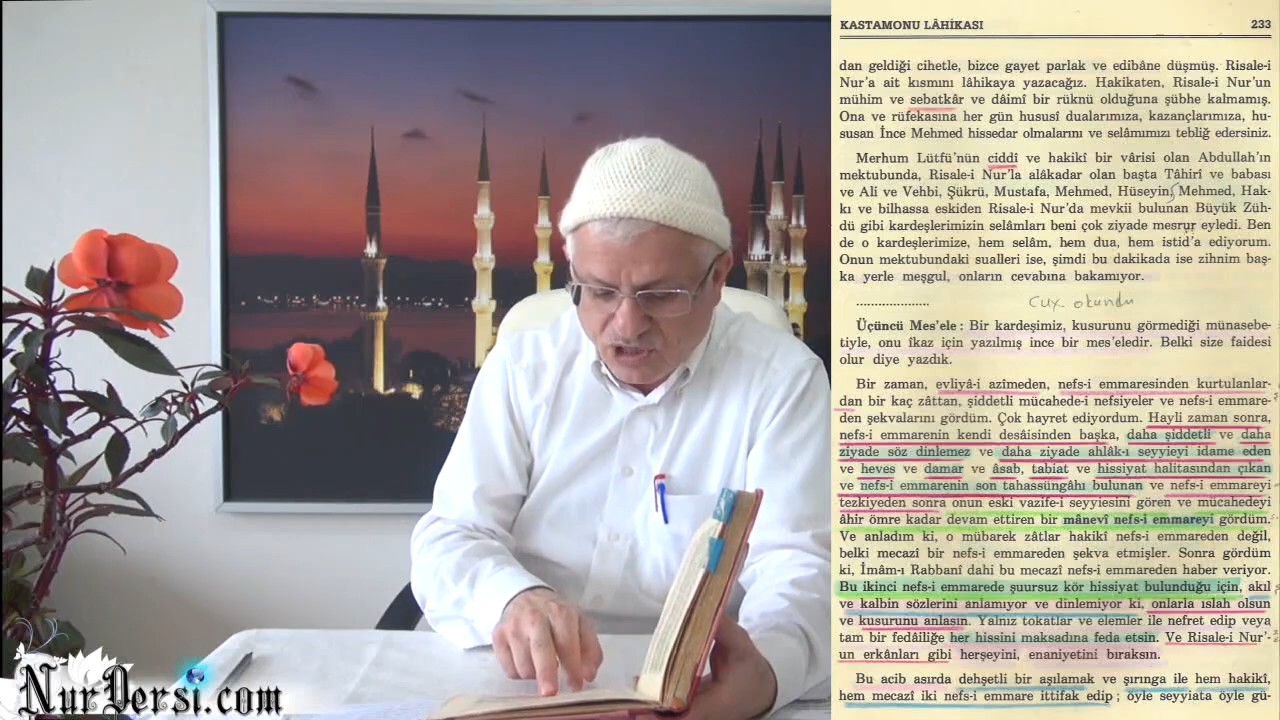 KASTAMONU LÂHİKASI 233
dan geldiği cihetle, bizce gayet parlak ve edibâne düşmüş. Risale-i
Nur'a ait kısmını lâhikaya yazacağız. Hakikaten, Risale-i Nur'un
mühim ve sebatkâr ve dâimî bir rüknü olduğuna şübhe kalmamış.
Ona ve rüfekasına her gün hususî dualarımıza, kazançlarımıza, hu-
susan İnce Mehmed hissedar olmalarını ve selâmımızı tebliğ edersiniz.
Merhum Lütfü'nün ciddî ve hakikî bir vârisi olan Abdullah'ın
mektubunda, Risale-i Nur'la alâkadar olan başta Tâhirî ve babası
ve Ali ve Vehbi, Şükrü, Mustafa, Mehmed, Hüseyin, Mehmed, Hak-
kı ve bilhassa eskiden Risale-i Nur'da mevkii bulunan Büyük Züh-
dü gibi kardeşlerimizin selâmları beni çok ziyade mesrur eyledi. Ben
de o kardeşlerimize, hem selâm, hem dua, hem istid'a ediyorum.
Onun mektubundaki sualleri ise, şimdi bu dakikada ise zihnim baş-
ka yerle meşgul, onların cevabına bakamıyor.
.................... cux okundu
Üçüncü Mes'ele : Bir kardeşimiz, kusurunu görmediği münasebe-
tiyle, onu îkaz için yazılmış ince bir mes'eledir. Belki size faidesi
olur diye yazdık.
Bir zaman, evliyâ-i azîmeden, nefs-i emmaresinden kurtulanlar-
dan bir kaç zâttan, şiddetli mücahede-i nefsiyeler ve nefs-i emmare-
den şekvalarını gördüm. Çok hayret ediyordum. Hayli zaman sonra,
nefs-i emmarenin kendi desâisinden başka, daha şiddetli ve daha
ziyade söz dinlemez ve daha ziyade ahlâk-ı seyyieyi idame eden
ve heves ve damar ve âsab, tabiat ve hissiyat halitasından çıkan
ve nefs-i emmarenin son tahassüngâhı bulunan ve nefs-i emmareyi
tezkiyeden sonra onun eski vazife-i seyyiesini gören ve mücahedeyi
âhir ömre kadar devam ettiren bir mânevî nefs-i emmareyi gördüm.
Ve anladım ki, o mübarek zâtlar hakikî nefs-i emmareden değil,
belki mecazî bir nefs-i emmareden şekva etmişler. Sonra gördüm
ki, İmâm-ı Rabbanî dahi bu mecazî nefs-i emmareden haber veriyor.
Bu ikinci nefs-i emmarede şuursuz kör hissiyat bulunduğu için, akıl
ve kalbin sözlerini anlamıyor ve dinlemiyor ki, onlarla ıslah olsun
ve kusurunu anlasın. Yalnız tokatlar ve elemler ile nefret edip veya
tam bir fedâiliğe her hissini maksadına feda etsin. Ve Risale-i Nur'-
un erkânları gibi herşeyini, enaniyetini bıraksın.
Bu acib asırda dehşetli bir aşılamak ve şırınga ile hem hakikî,
hem mecazî iki nefs-i emmare ittifak edip ; öyle seyyiata öyle gü-
NurDersi.com